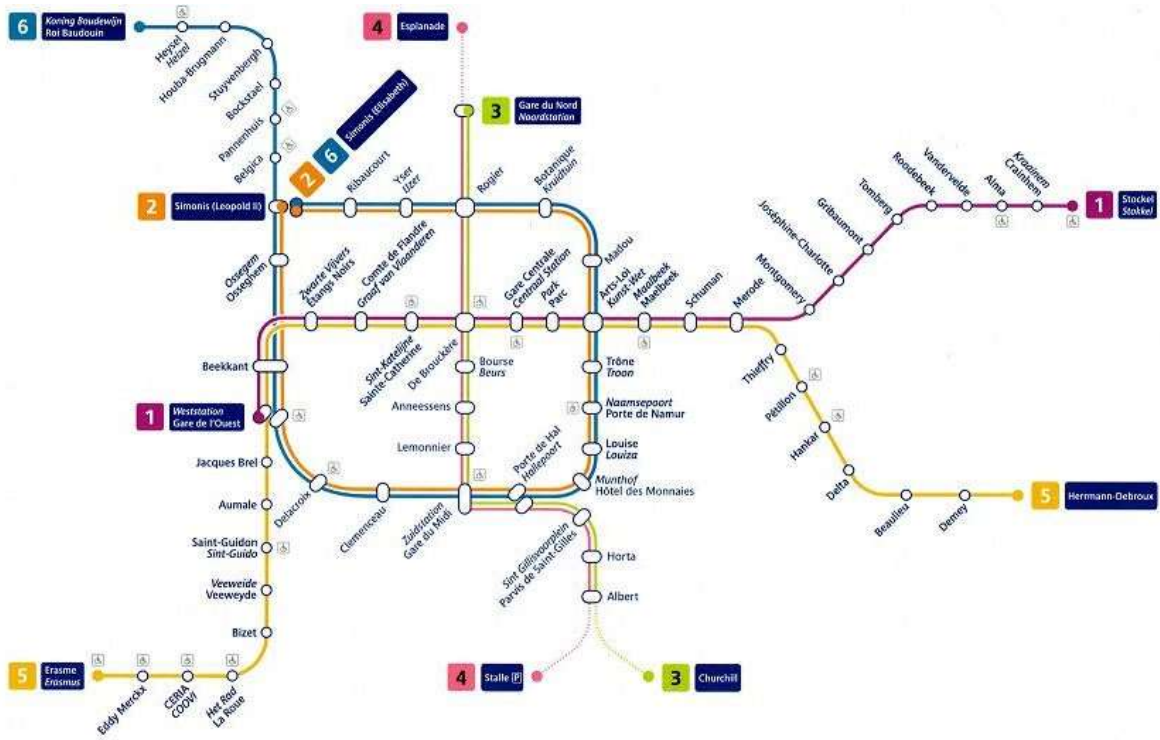 6
Koning Boudewijn
Roi Baudouin
Heysel
Heizel
Houba-Brugmann
Stuyvenbergh
Bockstael
Pannenhuis
Belgica
4
Esplanade
3
Gare du Nord
Noordstation
2
6
Simonis (Elisabeth)
2
Simonis (Leopold II)
Ribaucourt
Yser
IJzer
Rogier
Botanique
Kruidtuin
Madou
Ossegem
Osseghem
Zwarte Vijvers
Etangs Noirs
Comte de Flandre
Graaf van Vlaanderen
Sint-Katelijne
Sainte-Catherine
De Brouckère
Gare Centrale
Centraal Station
Park
Parc
Arts-Loi
Kunst-Wet
Maalbeek
Maelbeek
Schuman
Merode
Montgomery
Joséphine-Charlotte
Gribaumont
Tomberg
Roodebeek
Vandervelde
Alma
Kraainem
Crainhem
1
Stockel
Stokkel
Beekkant
1
Weststation
Gare de l'Ouest
Bourse
Beurs
Anneessens
Lemonnier
Trône
Troon
Naamsepoort
Porte de Namur
Louise
Louiza
Munthof
Hôtel des Monnaies
Porte de Hal
Hallepoort
Zuidstation
Gare du Midi
Clemenceau
Delacroix
Jacques Brel
Aumale
Saint-Guidon
Sint-Guido
Veeweide
Veeweyde
Bizet
5
Erasme
Erasmus
Eddy Merckx
CERIA
COOVI
Het Rad
La Roue
Sint Gillisvoorplein
Parvis de Saint-Gilles
Horta
Albert
4
Stalle P
3
Churchill
Thieffry
Pétillon
Hankar
Delta
Beaulieu
Demey
5
Herrmann-Debroux